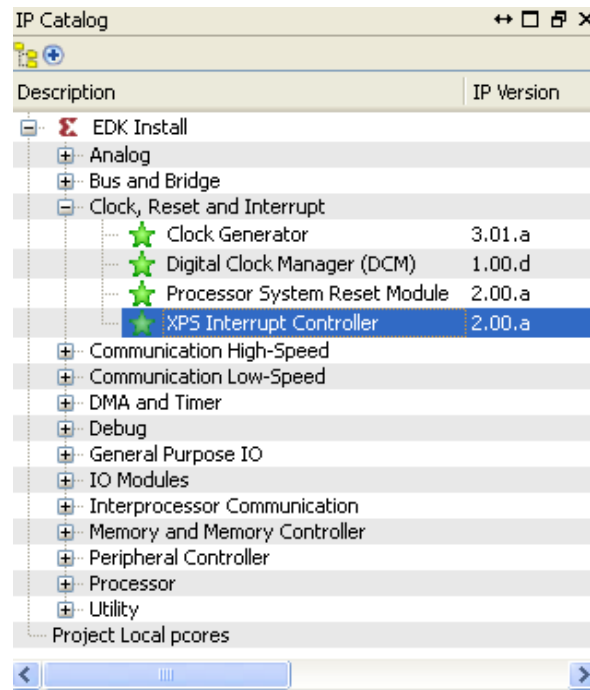 IP Catalog
Description IP Version
EDK Install
Analog
Bus and Bridge
Clock, Reset and Interrupt
Clock Generator 3.01.a
Digital Clock Manager (DCM) 1.00.d
Processor System Reset Module 2.00.a
XPS Interrupt Controller 2.00.a
Communication High-Speed
Communication Low-Speed
DMA and Timer
Debug
General Purpose IO
IO Modules
Interprocessor Communication
Memory and Memory Controller
Peripheral Controller
Processor
Utility
Project Local pcores